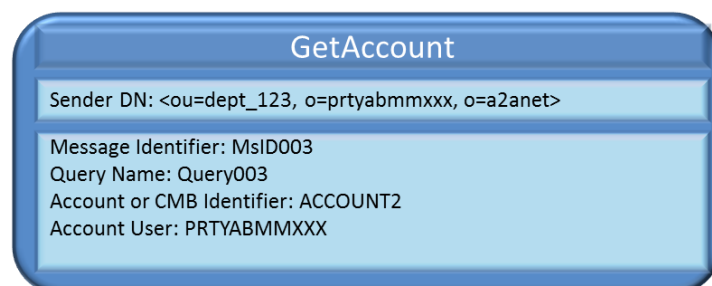 GetAccount
Sender DN: <ou=dept_123, o=prtyabmmxxx, o=a2anet>
Message Identifier: MsID003
Query Name: Query003
Account or CMB Identifier: ACCOUNT2
Account User: PRTYABMMXXX